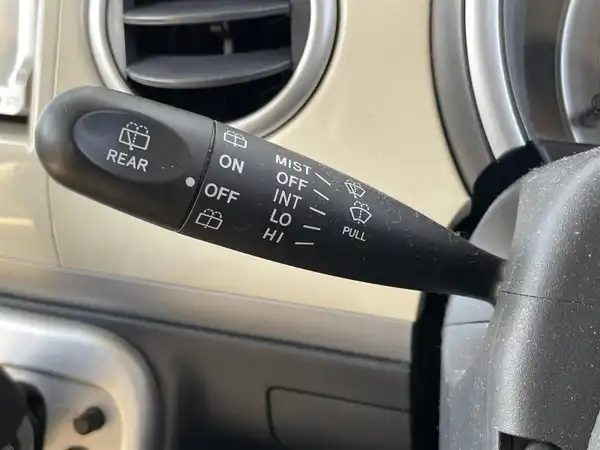 REAR
ON
OFF
MIST
OFF
INT
LO
HI
PULL